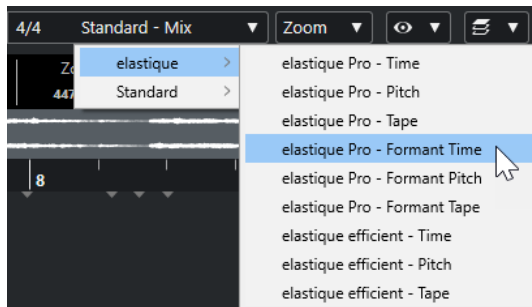 4/4 Standard - Mix Zoom
elastique
Standard
447
8
elastique Pro - Time
elastique Pro - Pitch
elastique Pro - Tape
elastique Pro - Formant Time
elastique Pro - Formant Pitch
elastique Pro - Formant Tape
elastique efficient - Time
elastique efficient - Pitch
elastique efficient - Tape